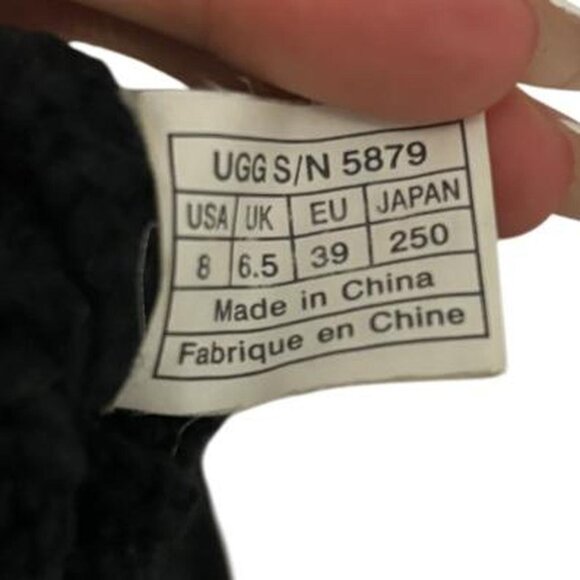 UGG S/N 5879
USA UK EU JAPAN
8 6.5 39 250
Made in China
Fabrique en Chine